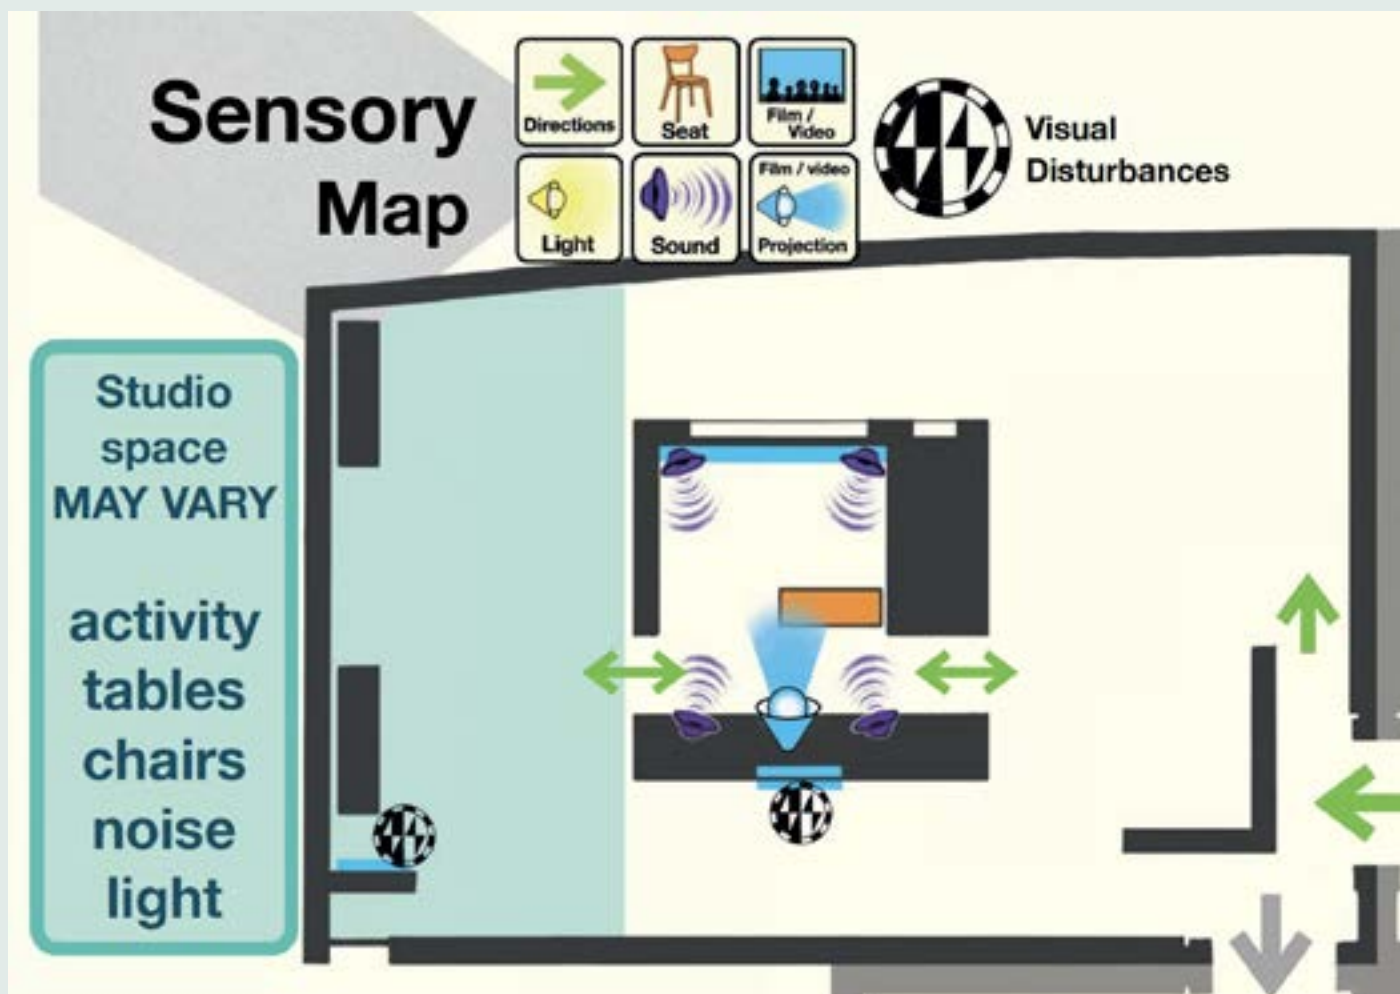 Sensory
Map
Directions
Seat
Film /
Video
Light
Sound
Film / video
Projection
Visual
Disturbances
Studio
space
MAY VARY
activity
tables
chairs
noise
light